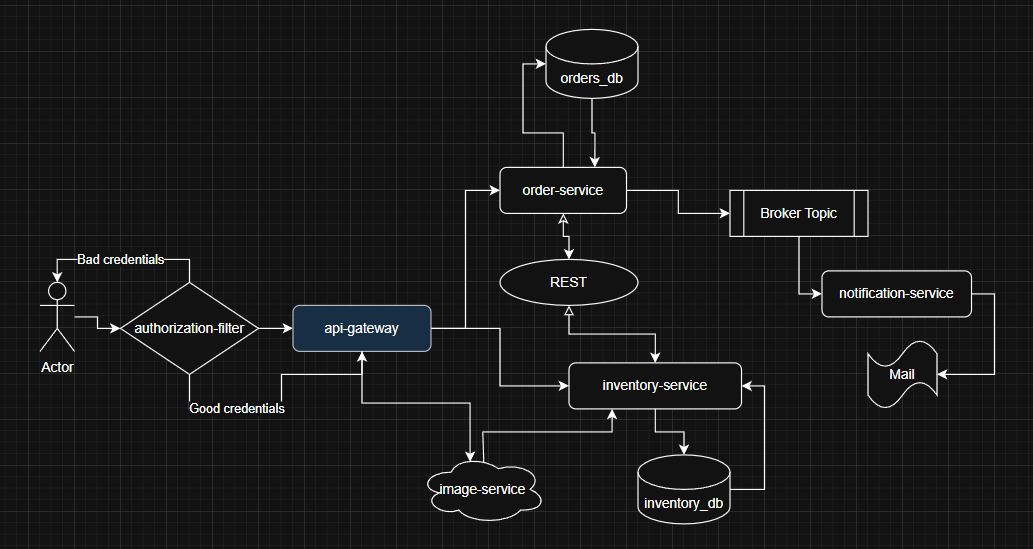 orders_db
order-service
Broker Topic
Bad credentials
REST
notification-service
authorization-filter
api-gateway
Actor
inventory-service
Mail
Good credentials
image-service
inventory_db